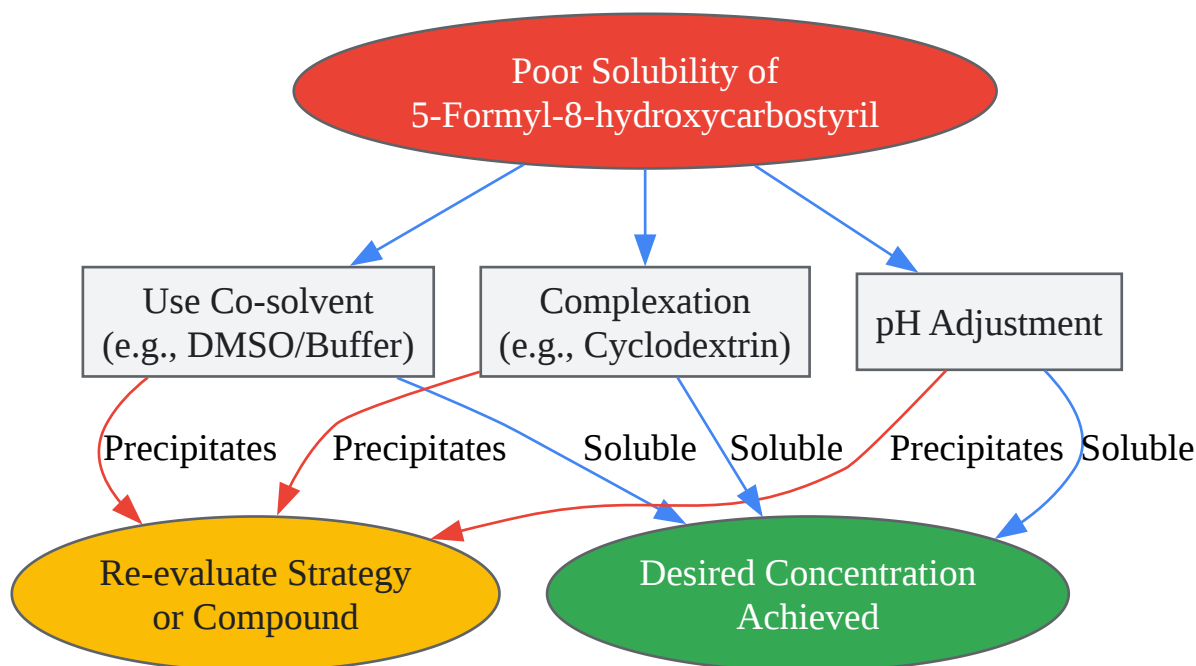 Poor Solubility of
5-Formyl-8-hydroxycarbostyril
Use Co-solvent
(e.g., DMSO/Buffer)
Complexation
(e.g., Cyclodextrin)
pH Adjustment
Precipitates
Precipitates
Soluble
Soluble
Precipitates
Soluble
Re-evaluate Strategy
or Compound
Desired Concentration
Achieved